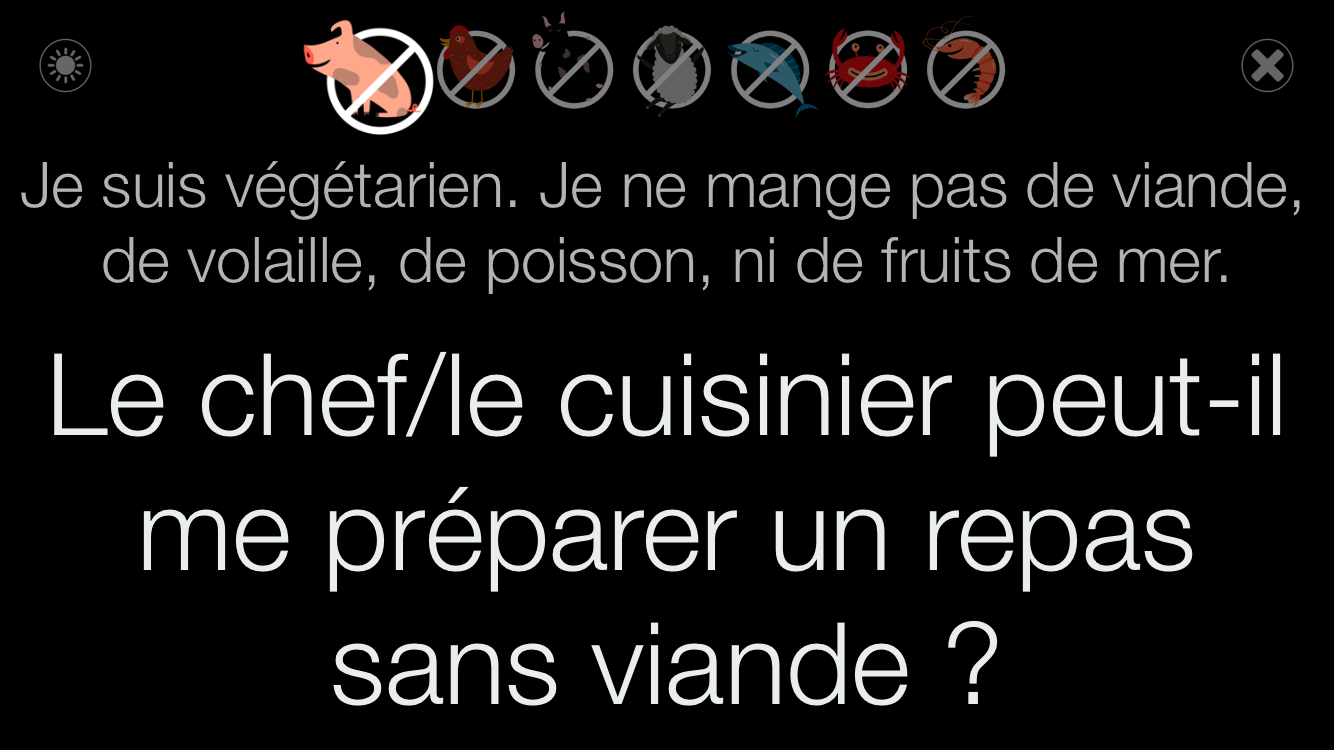 Je suis végétarien. Je ne mange pas de viande,
de volaille, de poisson, ni de fruits de mer.
Le chef/le cuisinier peut-il
me préparer un repas
sans viande ?